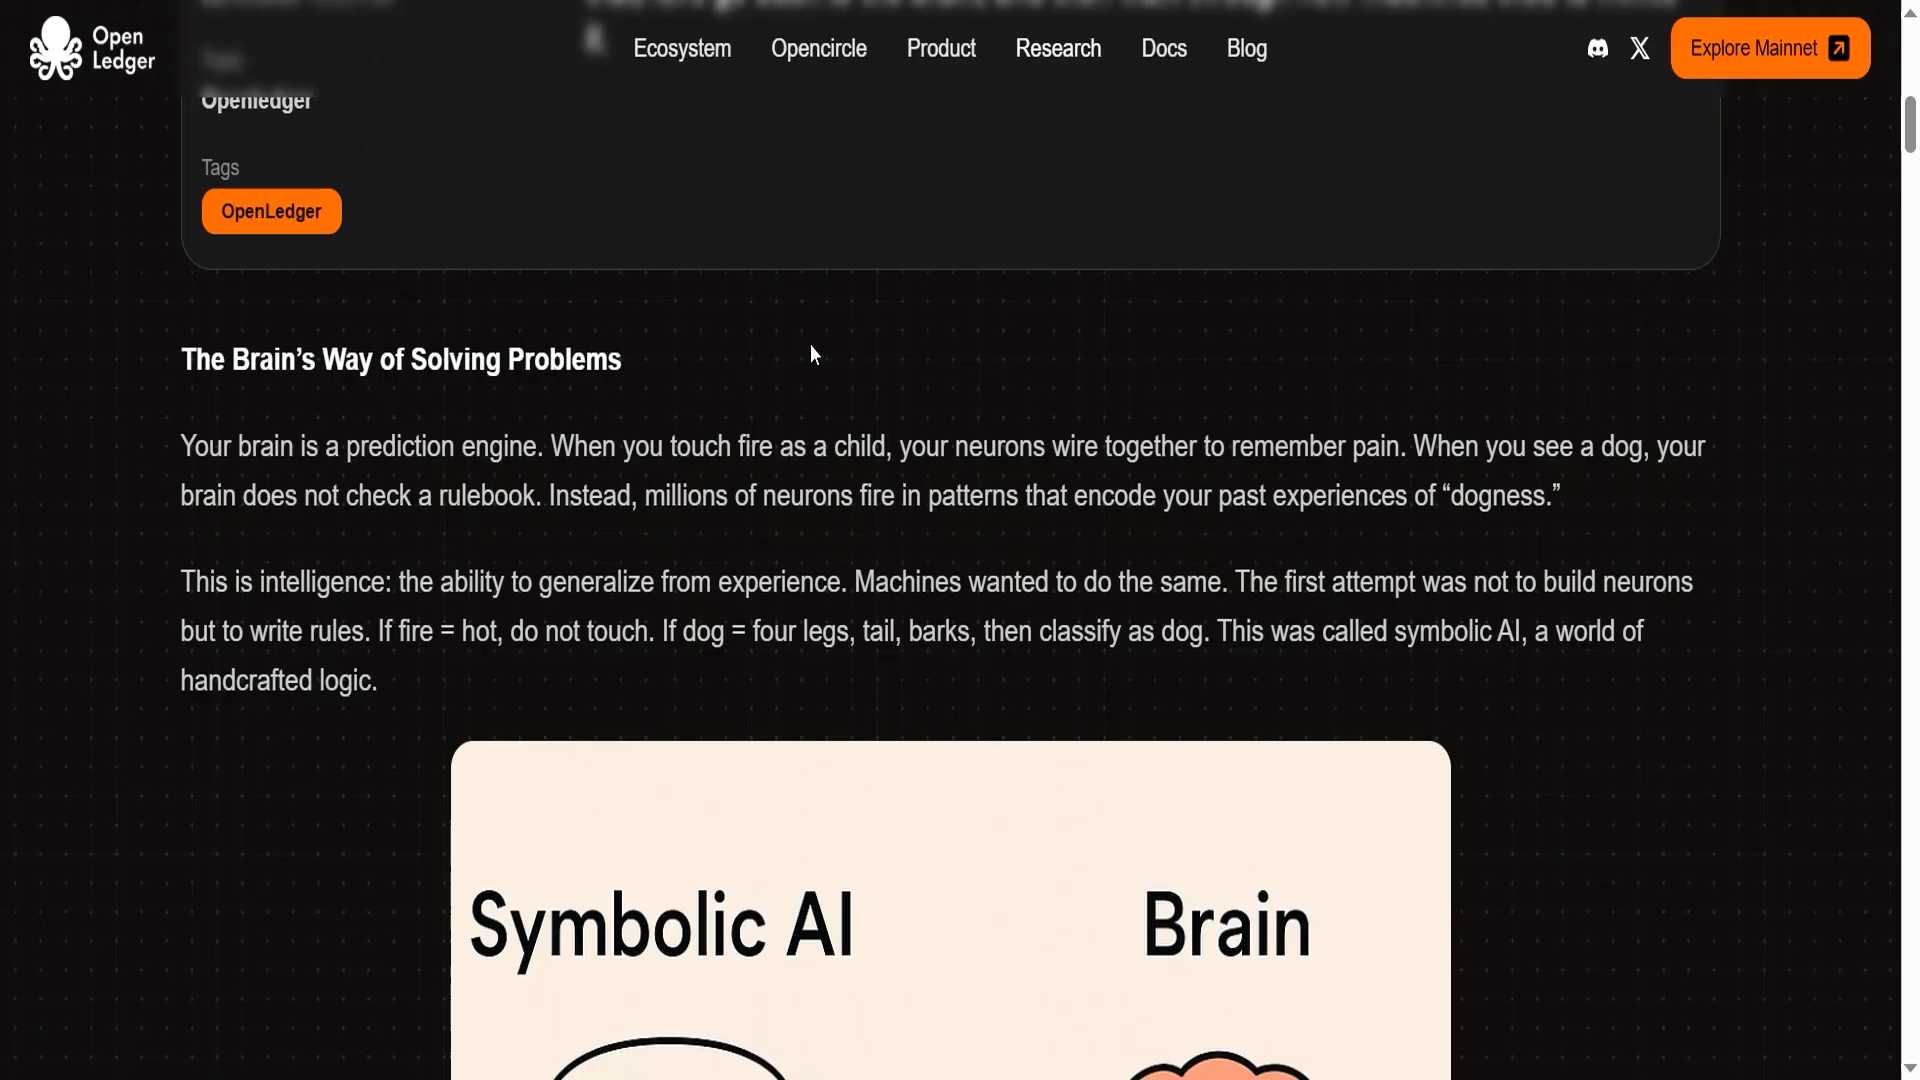 Open
Ledger
Ecosystem
Opencircle
Product
Research
Docs
Blog
Explore Mainnet
Openledger
Tags
OpenLedger
The Brain’s Way of Solving Problems
Your brain is a prediction engine. When you touch fire as a child, your neurons wire together to remember pain. When you see a dog, your
brain does not check a rulebook. Instead, millions of neurons fire in patterns that encode your past experiences of “dogness.”
This is intelligence: the ability to generalize from experience. Machines wanted to do the same. The first attempt was not to build neurons
but to write rules. If fire = hot, do not touch. If dog = four legs, tail, barks, then classify as dog. This was called symbolic AI, a world of
handcrafted logic.
Symbolic AI
Brain